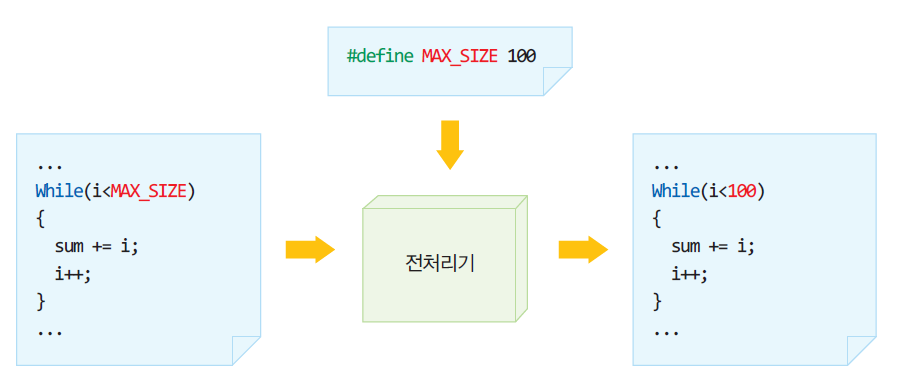 #define MAX_SIZE 100
...
While(i<MAX_SIZE)
{
sum += i;
i++;
}
...
전처리기
...
While(i<100)
{
sum += i;
i++;
}
...